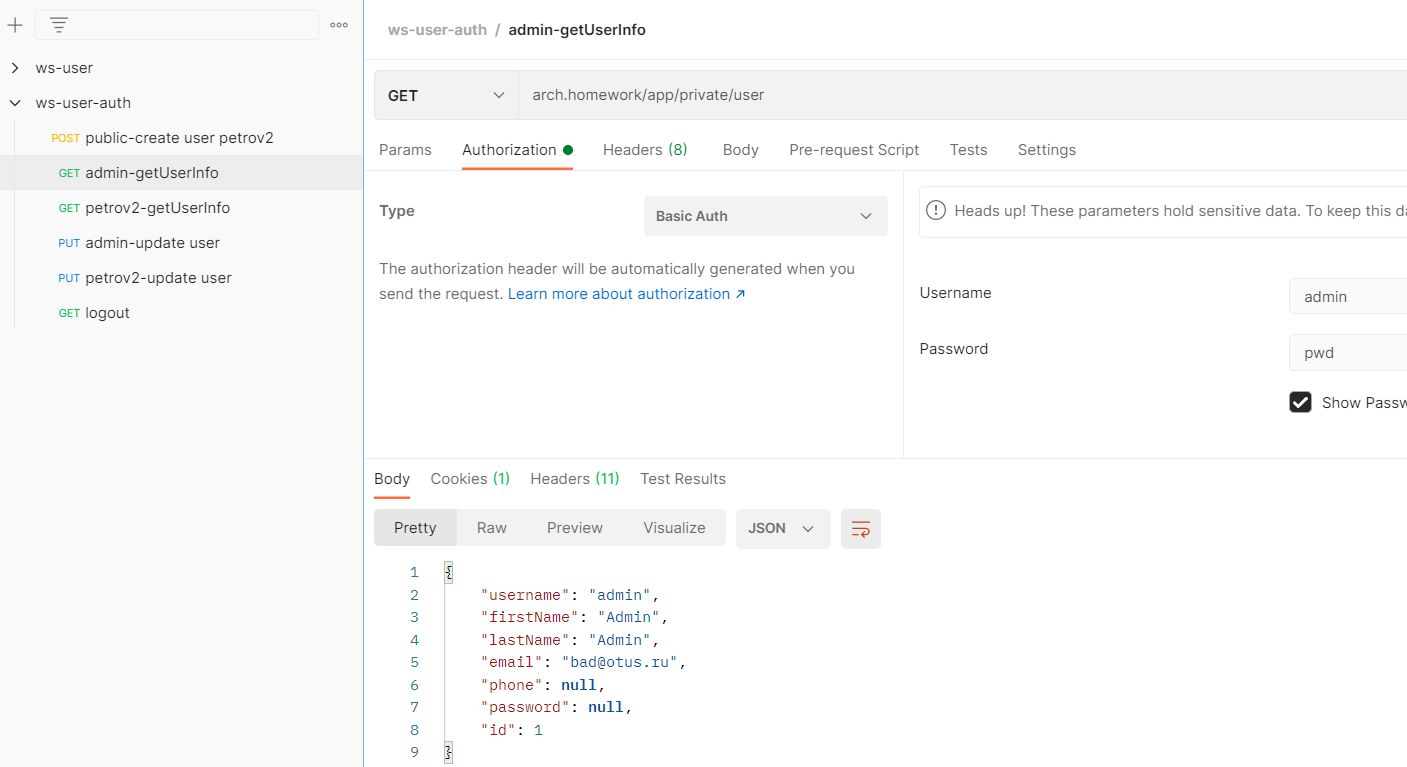 ws-user
ws-user-auth
POST public-create user petrov2
GET admin-getUserInfo
GET petrov2-getUserInfo
PUT admin-update user
PUT petrov2-update user
GET logout
ws-user-auth / admin-getUserInfo
GET arch.homework/app/private/user
Params Authorization Headers (8) Body Pre-request Script Tests Settings
Type Basic Auth
The authorization header will be automatically generated when you
send the request. Learn more about authorization ↗
Heads up! These parameters hold sensitive data. To keep this da
Username admin
Password pwd
Show Passw
Body Cookies (1) Headers (11) Test Results
Pretty Raw Preview Visualize JSON
1 {
2 "username": "admin",
3 "firstName": "Admin",
4 "lastName": "Admin",
5 "email": "bad@otus.ru",
6 "phone": null,
7 "password": null,
8 "id": 1
9 }